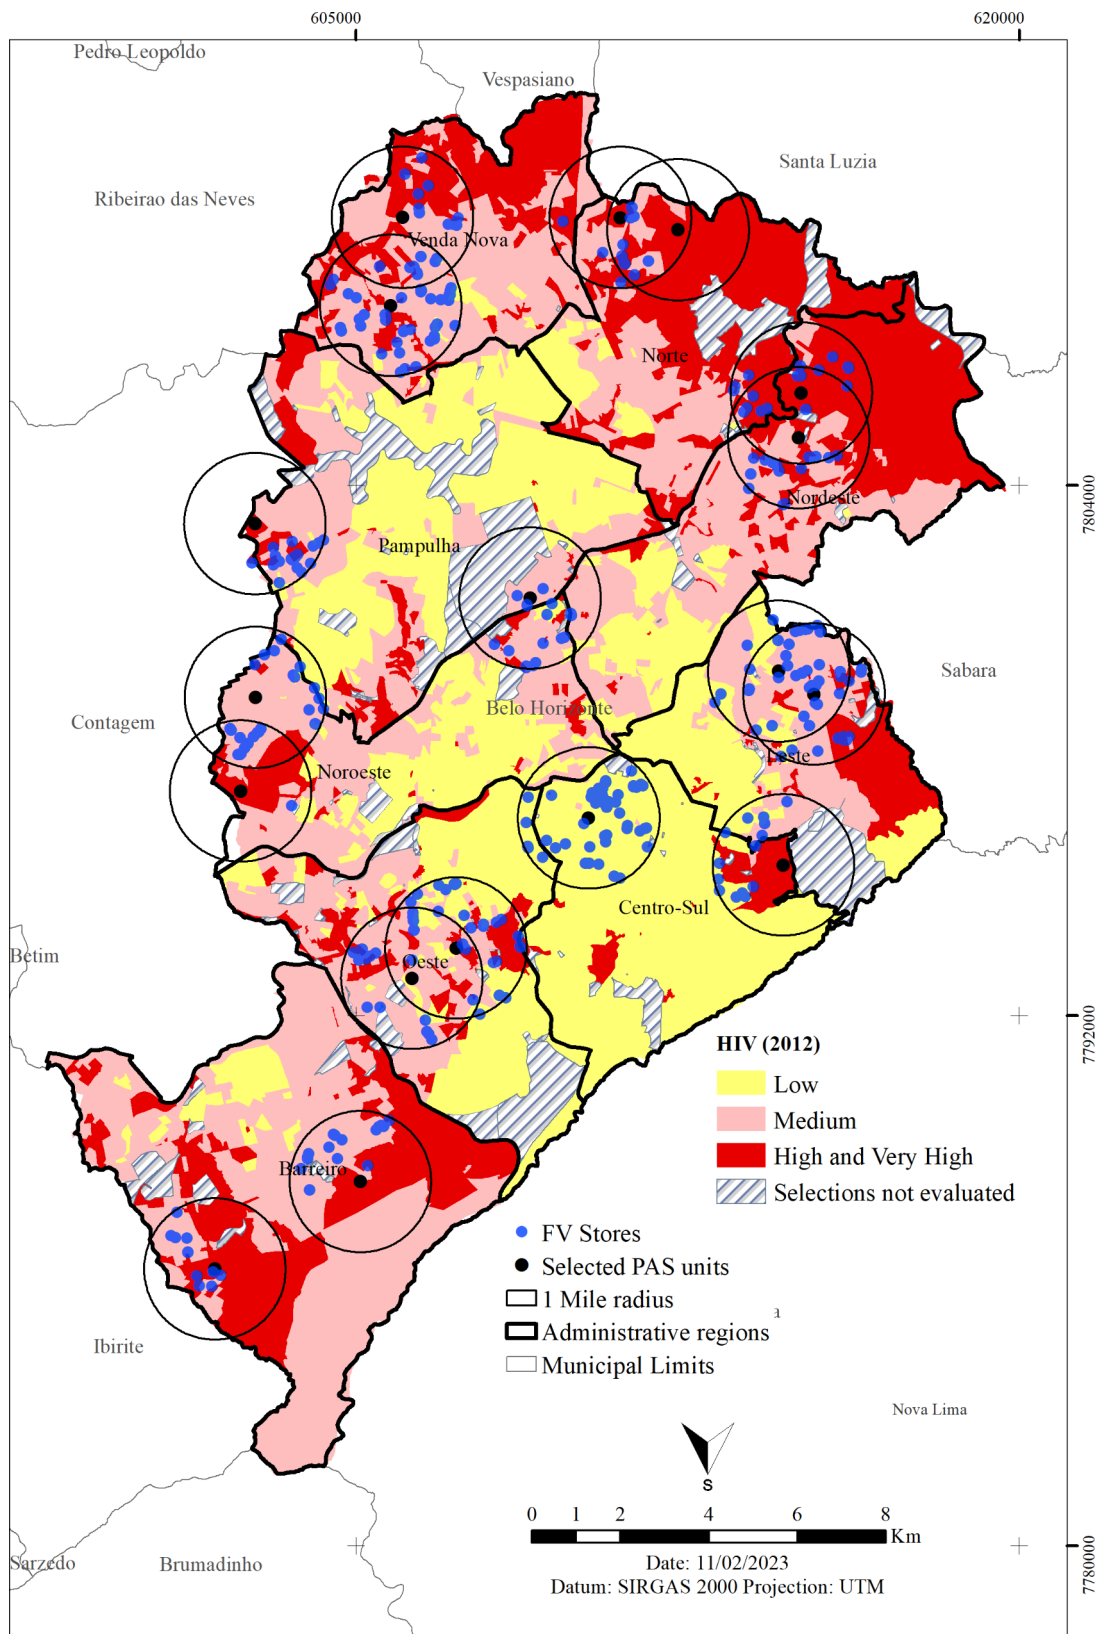 605000
620000
Pedro Leopoldo
Vespasiano
Santa Luzia
Ribeirao das Neves
Venda Nova
Norte
7804000
Nordeste
Pampulha
Sabara
Belo Horizonte
Contagem
Leste
Noroeste
Centro-Sul
Betim
Oeste
7792000
HIV (2012)
Low
Medium
High and Very High
Selections not evaluated
Barreiro
FV Stores
Selected PAS units
1 Mile radius
a
Administrative regions
Municipal Limits
Ibirite
Nova Lima
S
0 1 2 4 6 8
Km
Date: 11/02/2023
Datum: SIRGAS 2000 Projection: UTM
Sarzedo
Brumadinho
7780000